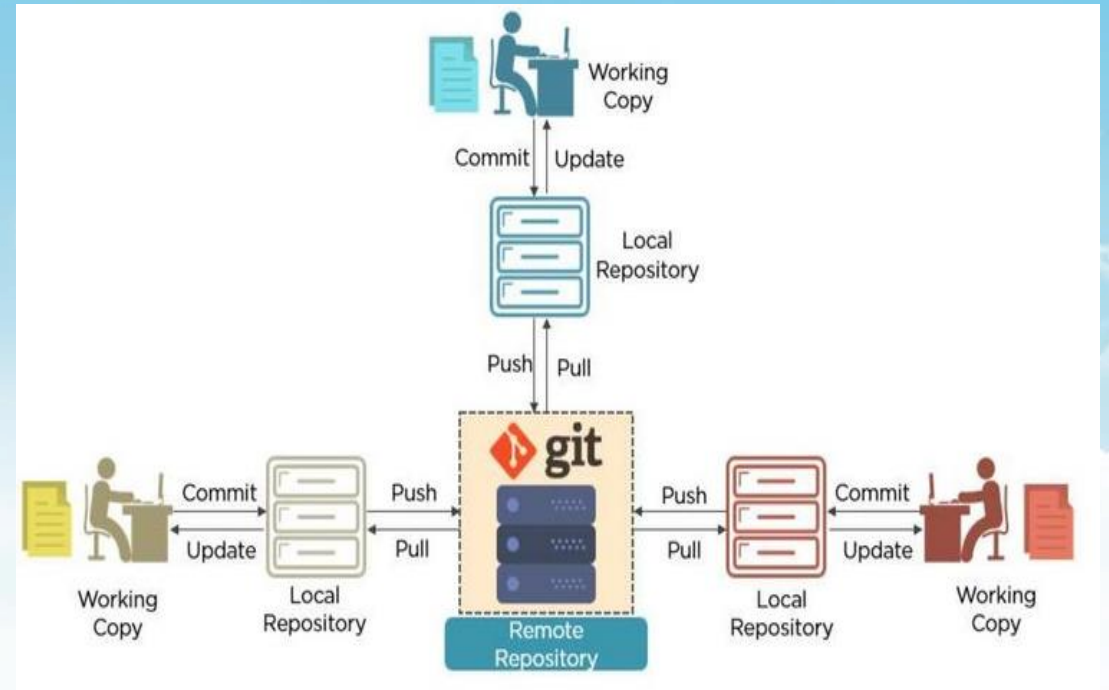 Working
Copy
Commit
Update
Local
Repository
Push
Pull
git
Commit
Push
Push
Commit
Update
Pull
Pull
Update
Working
Copy
Local
Repository
Remote
Repository
Local
Repository
Working
Copy